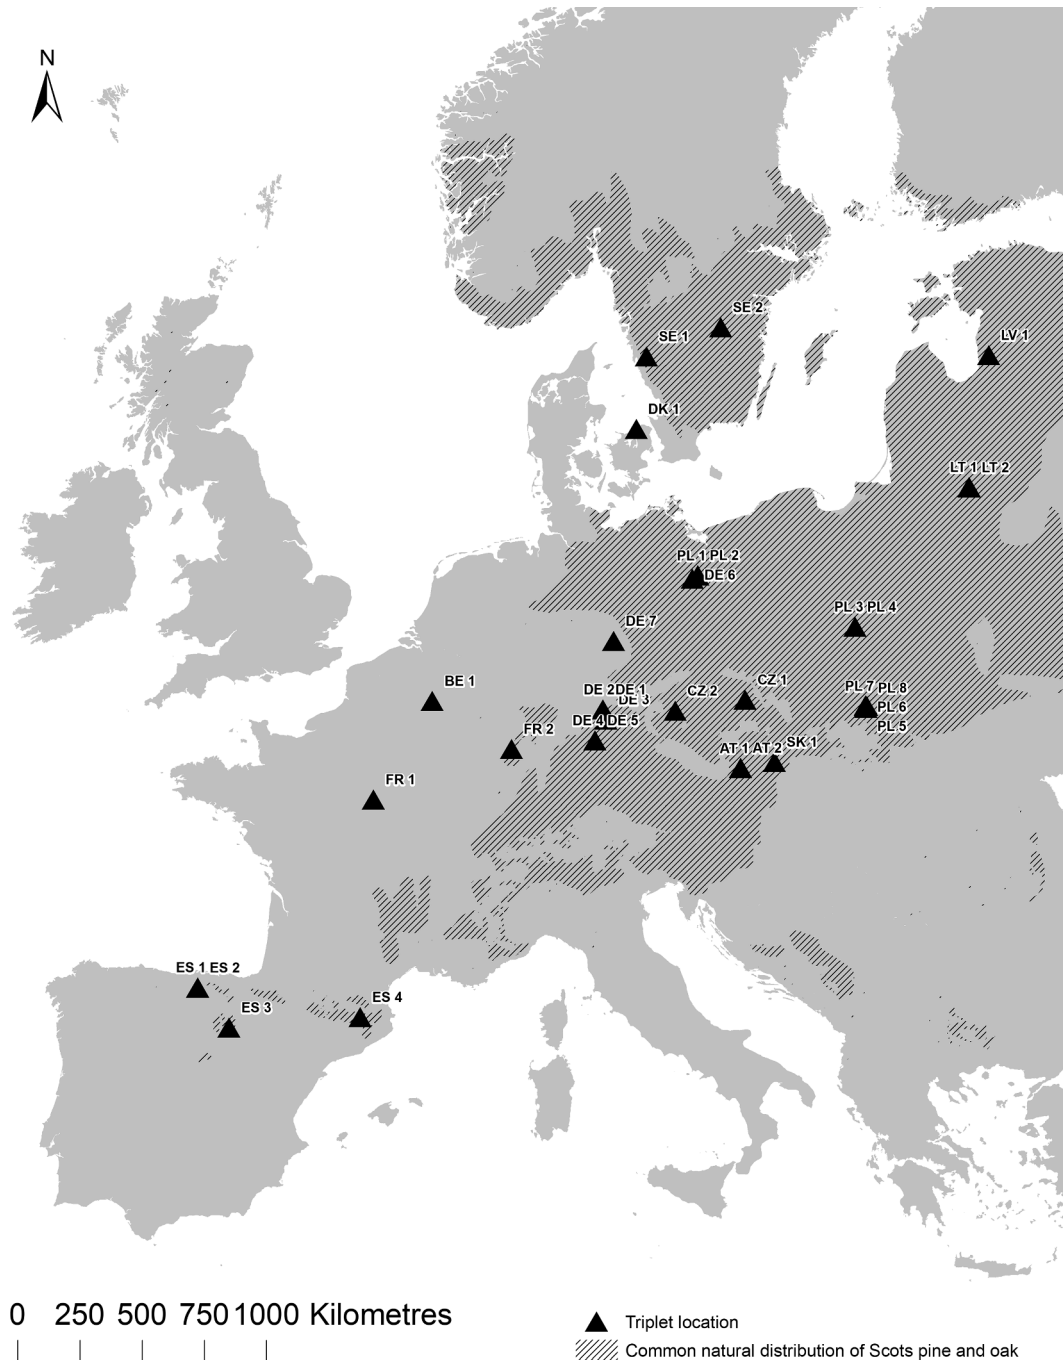 N
SE 2
SE 1
LV 1
DK 1
LT 1 LT 2
PL 1 PL 2
DE 6
PL 3 PL 4
DE 7
BE 1
DE 2 DE 1
DE 3
CZ 2
CZ 1
PL 7 PL 8
PL 6
PL 5
DE 4 DE 5
FR 2
AT 1 AT 2
SK 1
FR 1
ES 1 ES 2
ES 3
ES 4
0 250 500 750 1000 Kilometres
Triplet location
Common natural distribution of Scots pine and oak